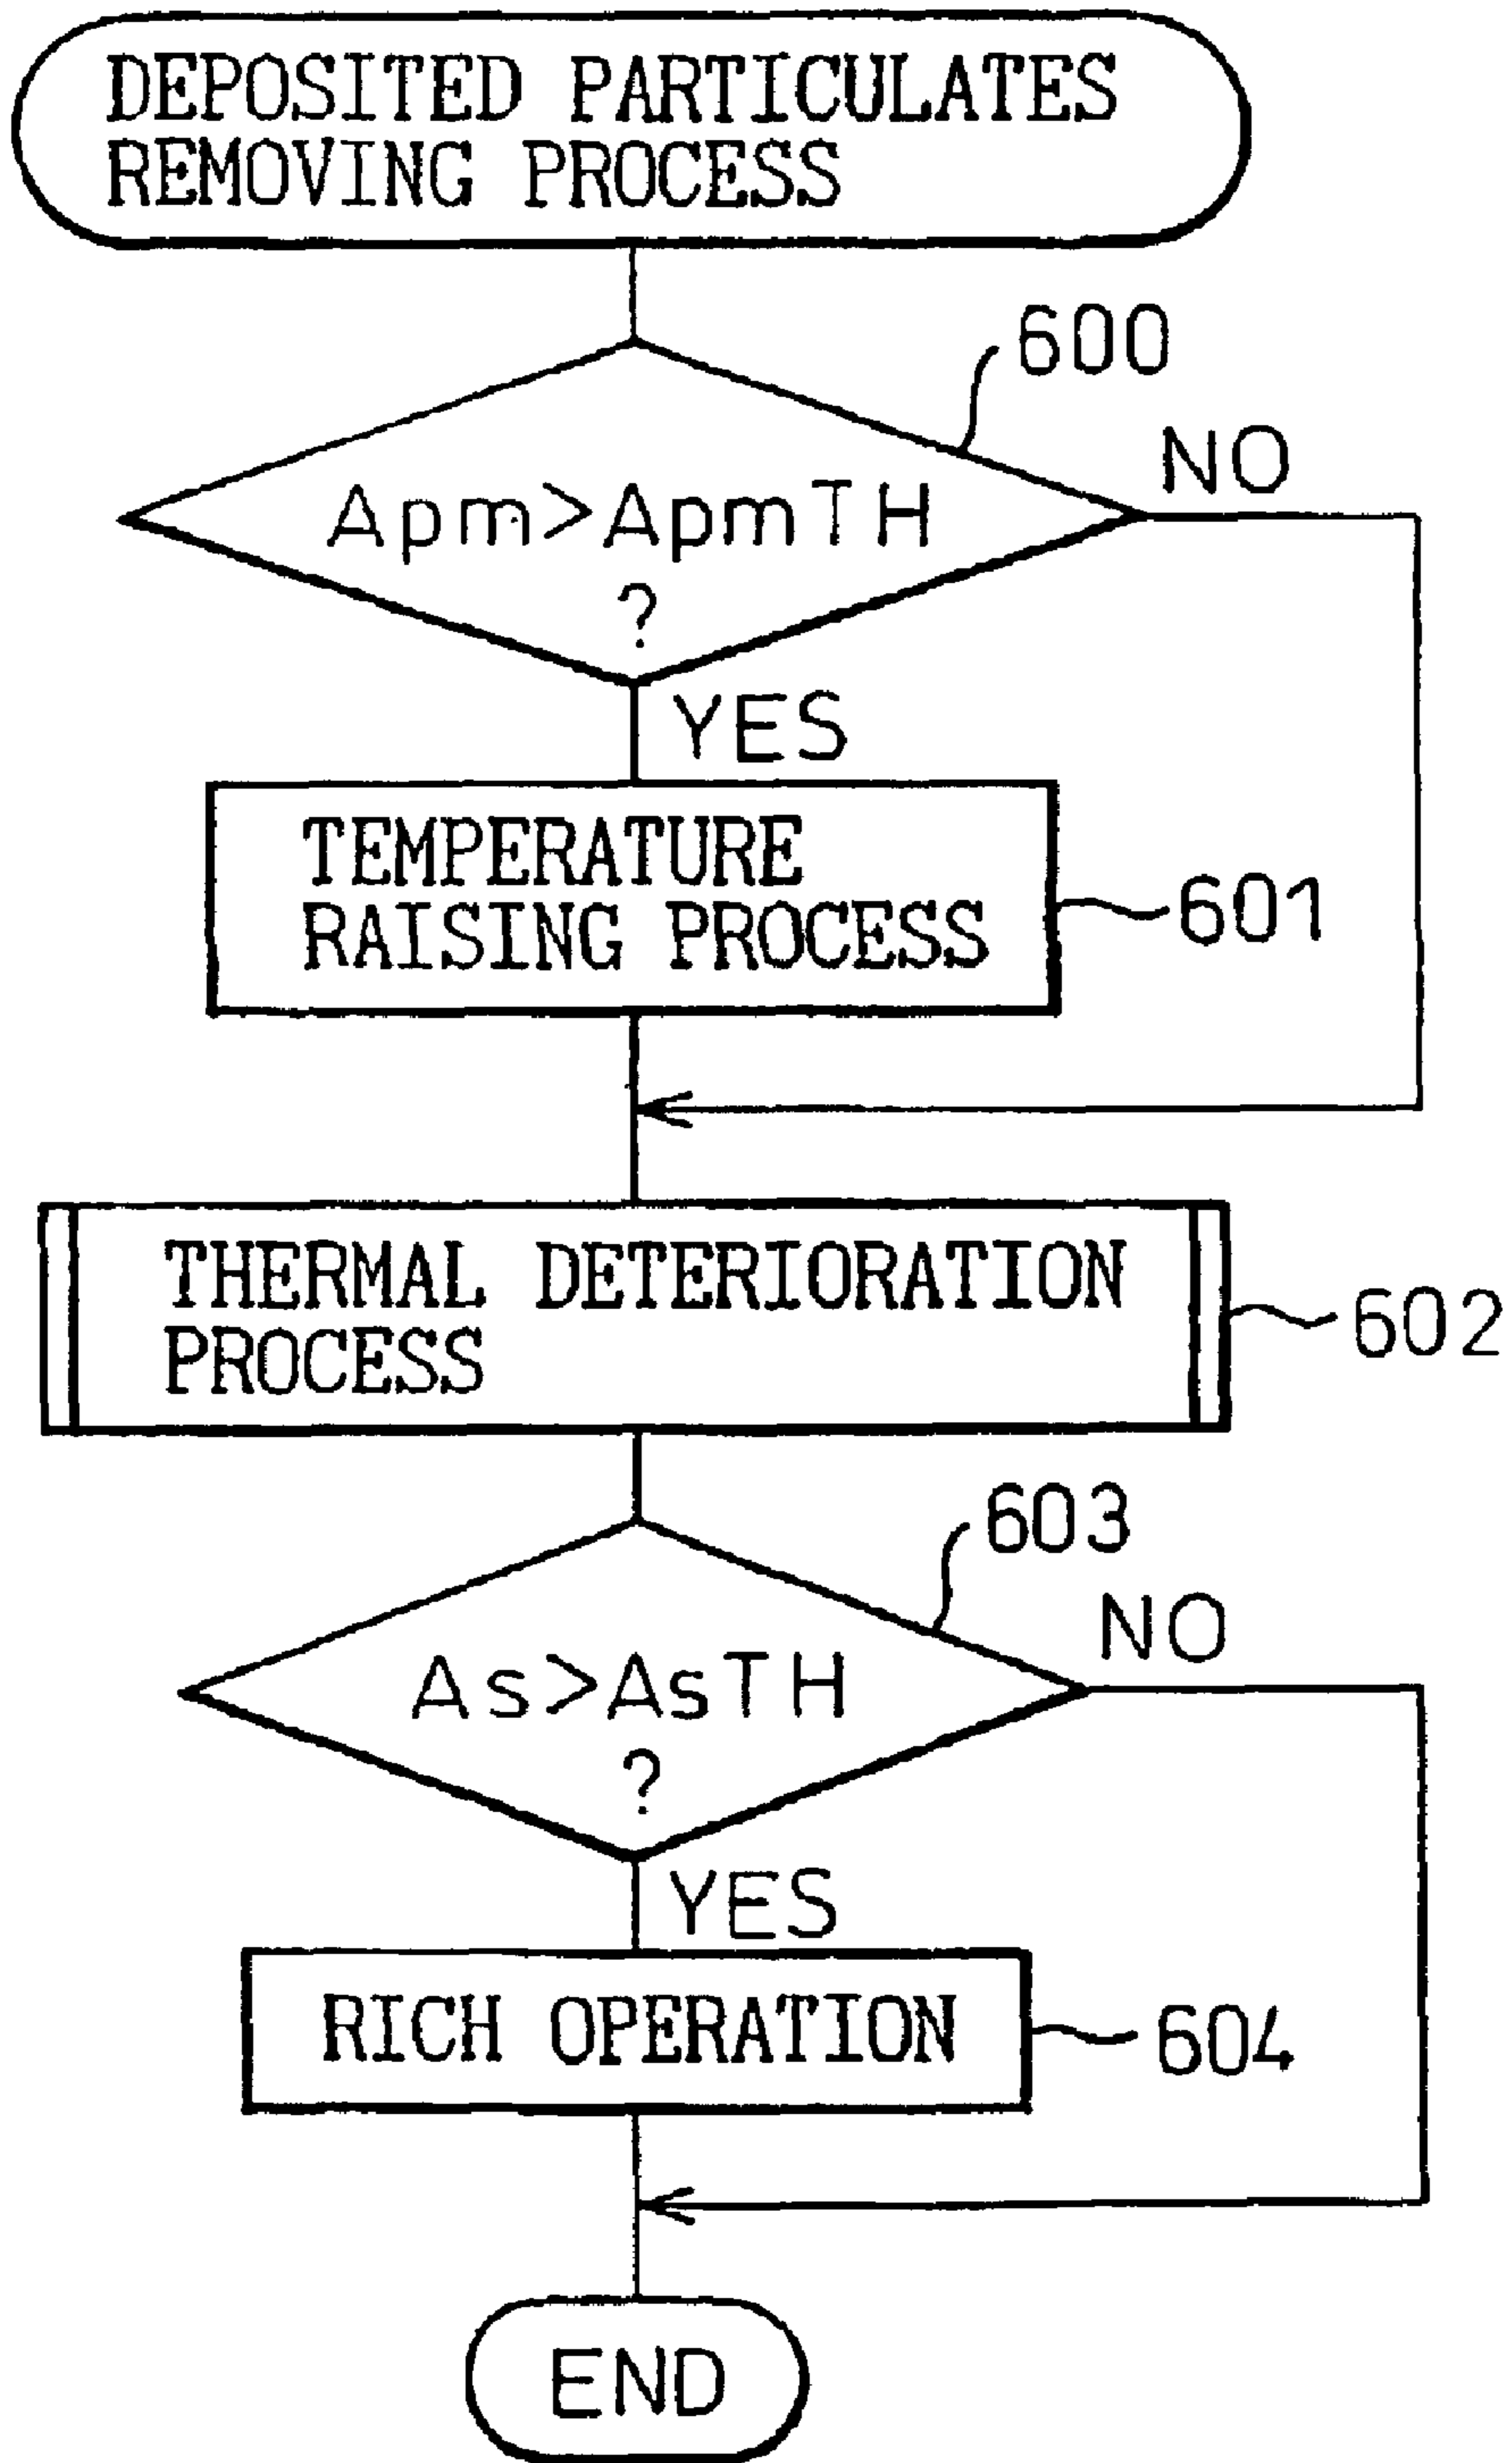 DEPOSITED PARTICULATES
REMOVING PROCESS
600
NO
Apm>ApmTH
?
YES
TEMPERATURE
RAISING PROCESS
601
THERMAL DETERIORATION
PROCESS
602
603
NO
As>AsTH
?
YES
RICH OPERATION
604
END